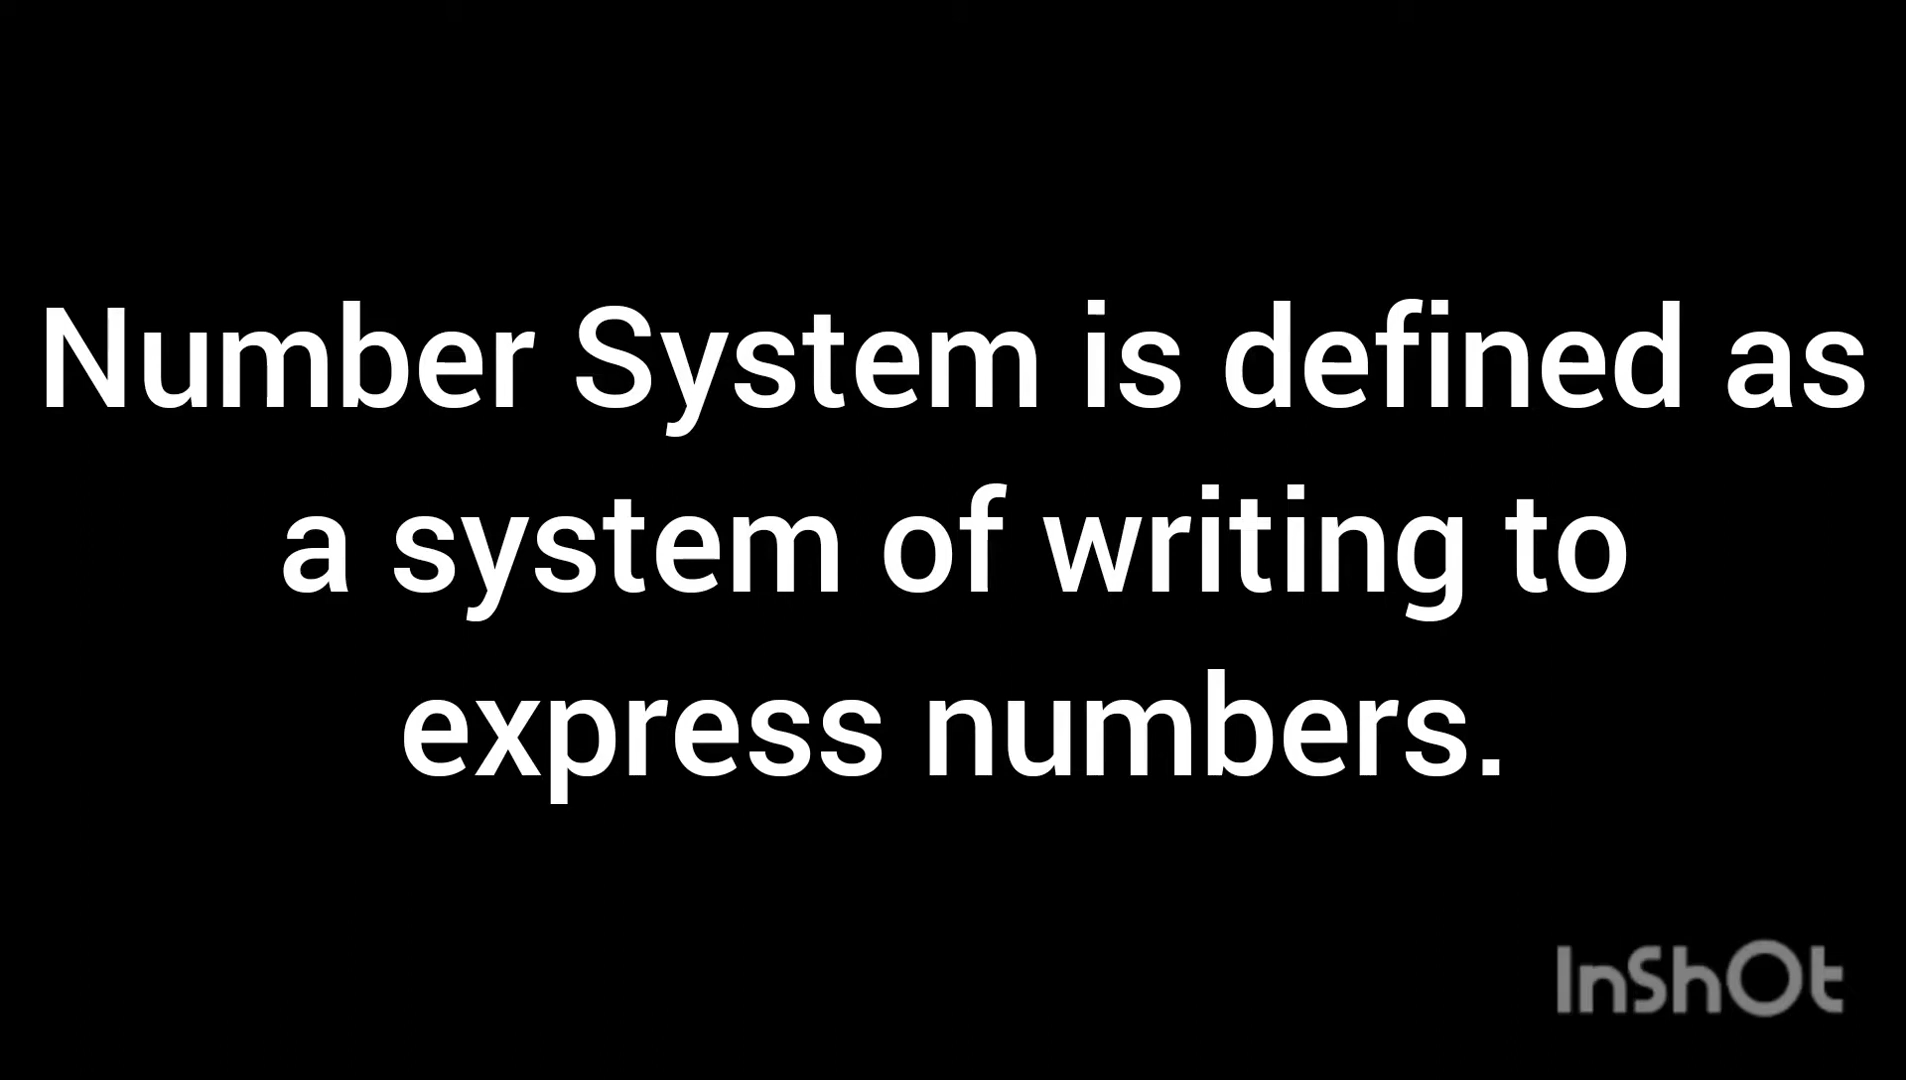 Number System is defined as
a system of writing to
express numbers.
InShOt